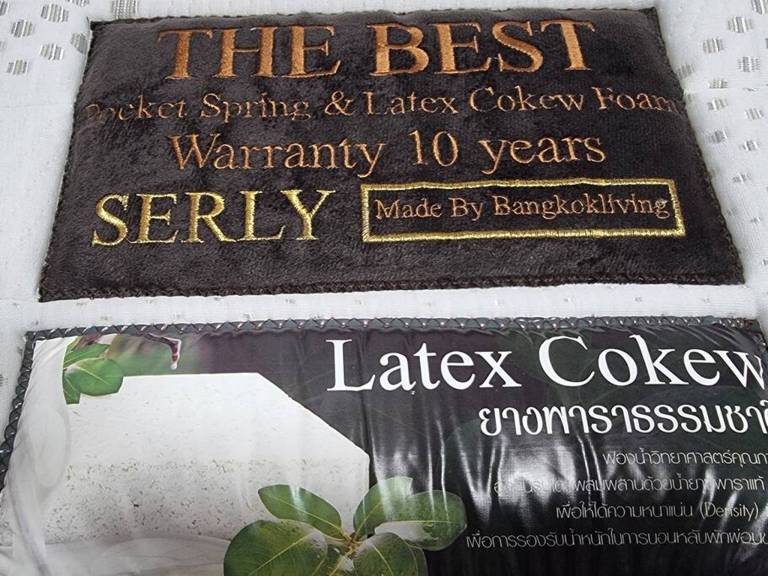 THE BEST
Pocket Spring & Latex Cokew Foam
Warranty 10 years
SERLY
Made By Bangkokliving
Latex Cokew
ยางพาราธรรมชาติ
ฟองน้ำวิทยาศาสตร์คุณภ
ผสมผสานด้วยน้ำยางพาราแท้
เพื่อให้ได้ความหนาแน่น (Density)
เพื่อการรองรับน้ำหนักในการนอนหลับพักผ่อน